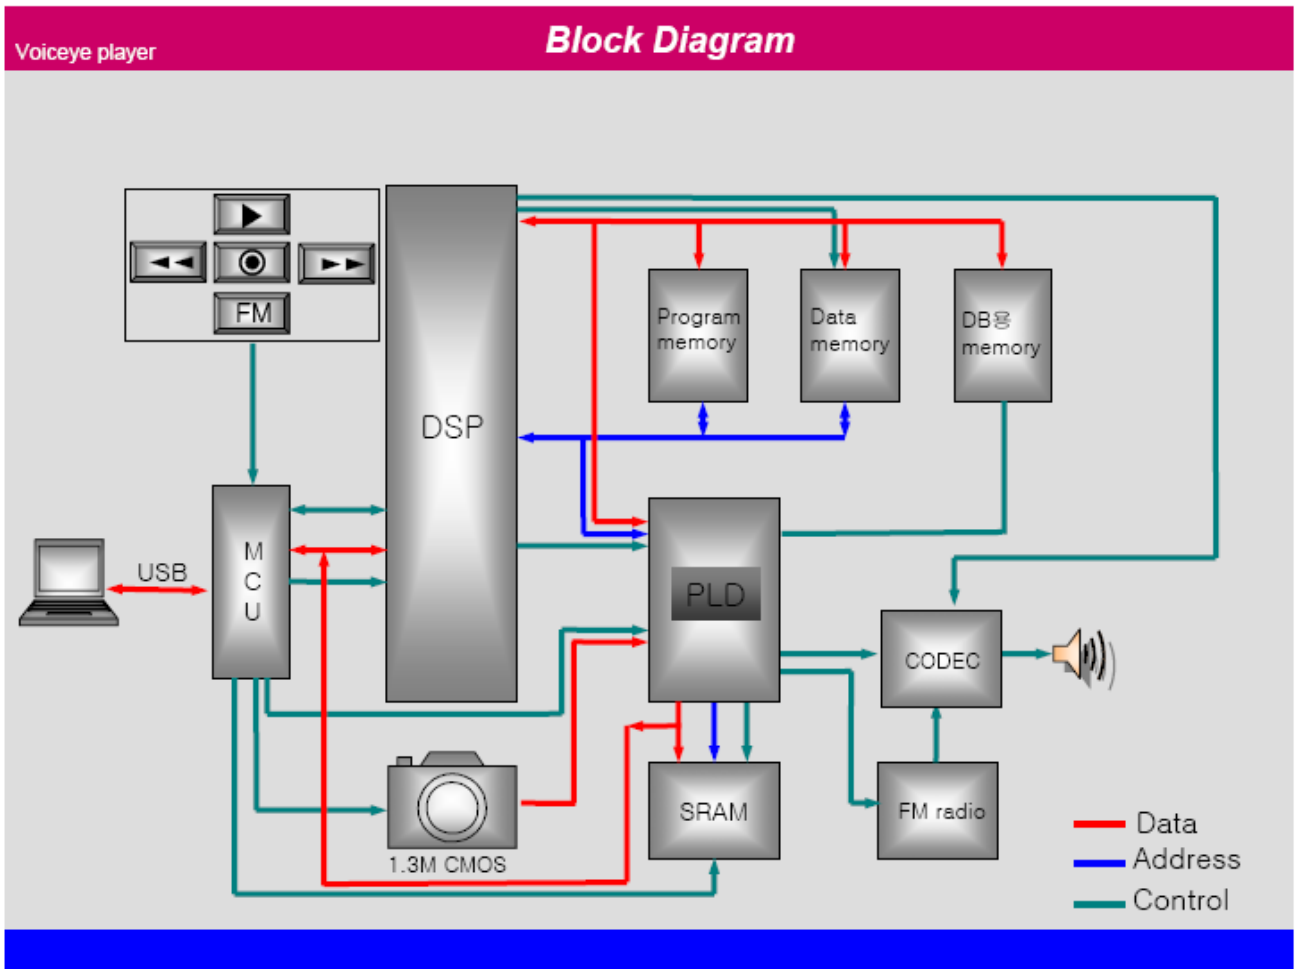 Voiceye player
Block Diagram
FM
DSP
Program
memory
Data
memory
DB용
memory
M
C
U
USB
PLD
CODEC
SRAM
FM radio
1.3M CMOS
Data
Address
Control